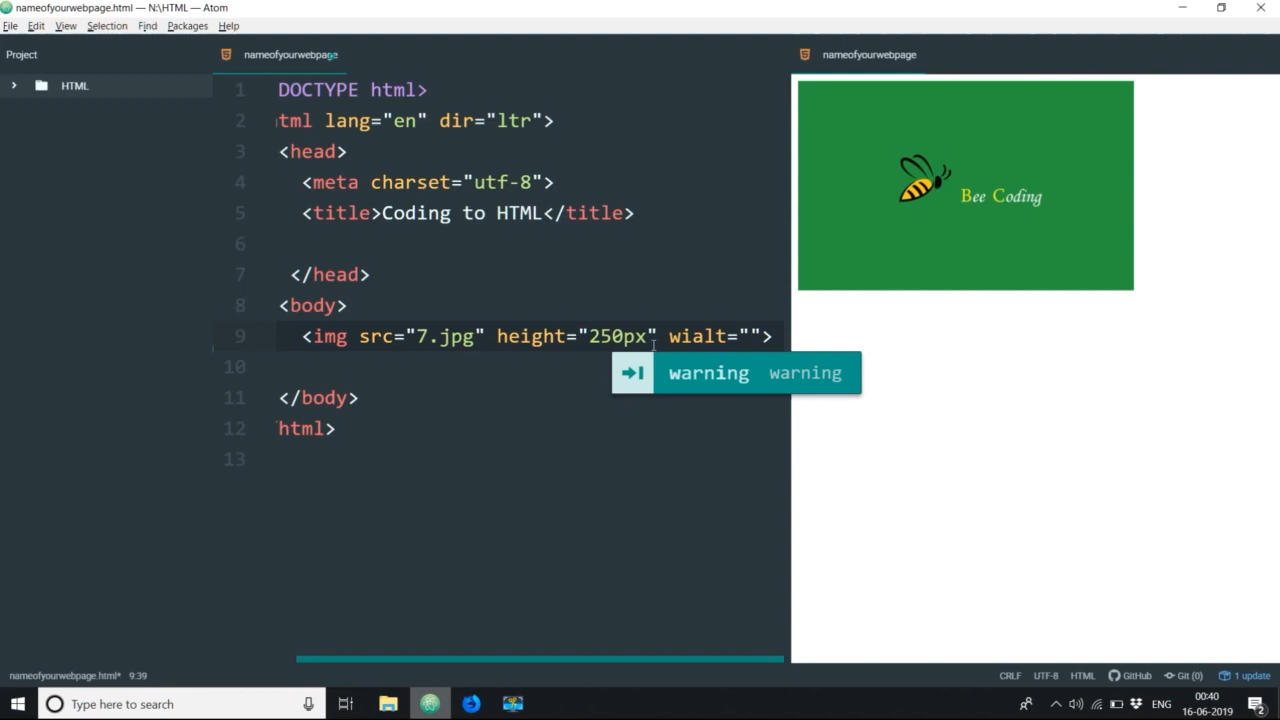 nameofyourwebpage.html — N:\HTML — Atom
File Edit View Selection Find Packages Help
Project
nameofyourwebpage
nameofyourwebpage
HTML
1 DOCTYPE html>
2 tml lang="en" dir="ltr">
3 <head>
4 <meta charset="utf-8">
5 <title>Coding to HTML</title>
6
7 </head>
8 <body>
9 <img src="7.jpg" height="250px" wialt="">
warning warning
10
11 </body>
12 html>
13
Bee Coding
nameofyourwebpage.html* 9:39
CRLF UTF-8 HTML GitHub Git (0) 1 update
Type here to search
ENG
00:40
16-06-2019
2